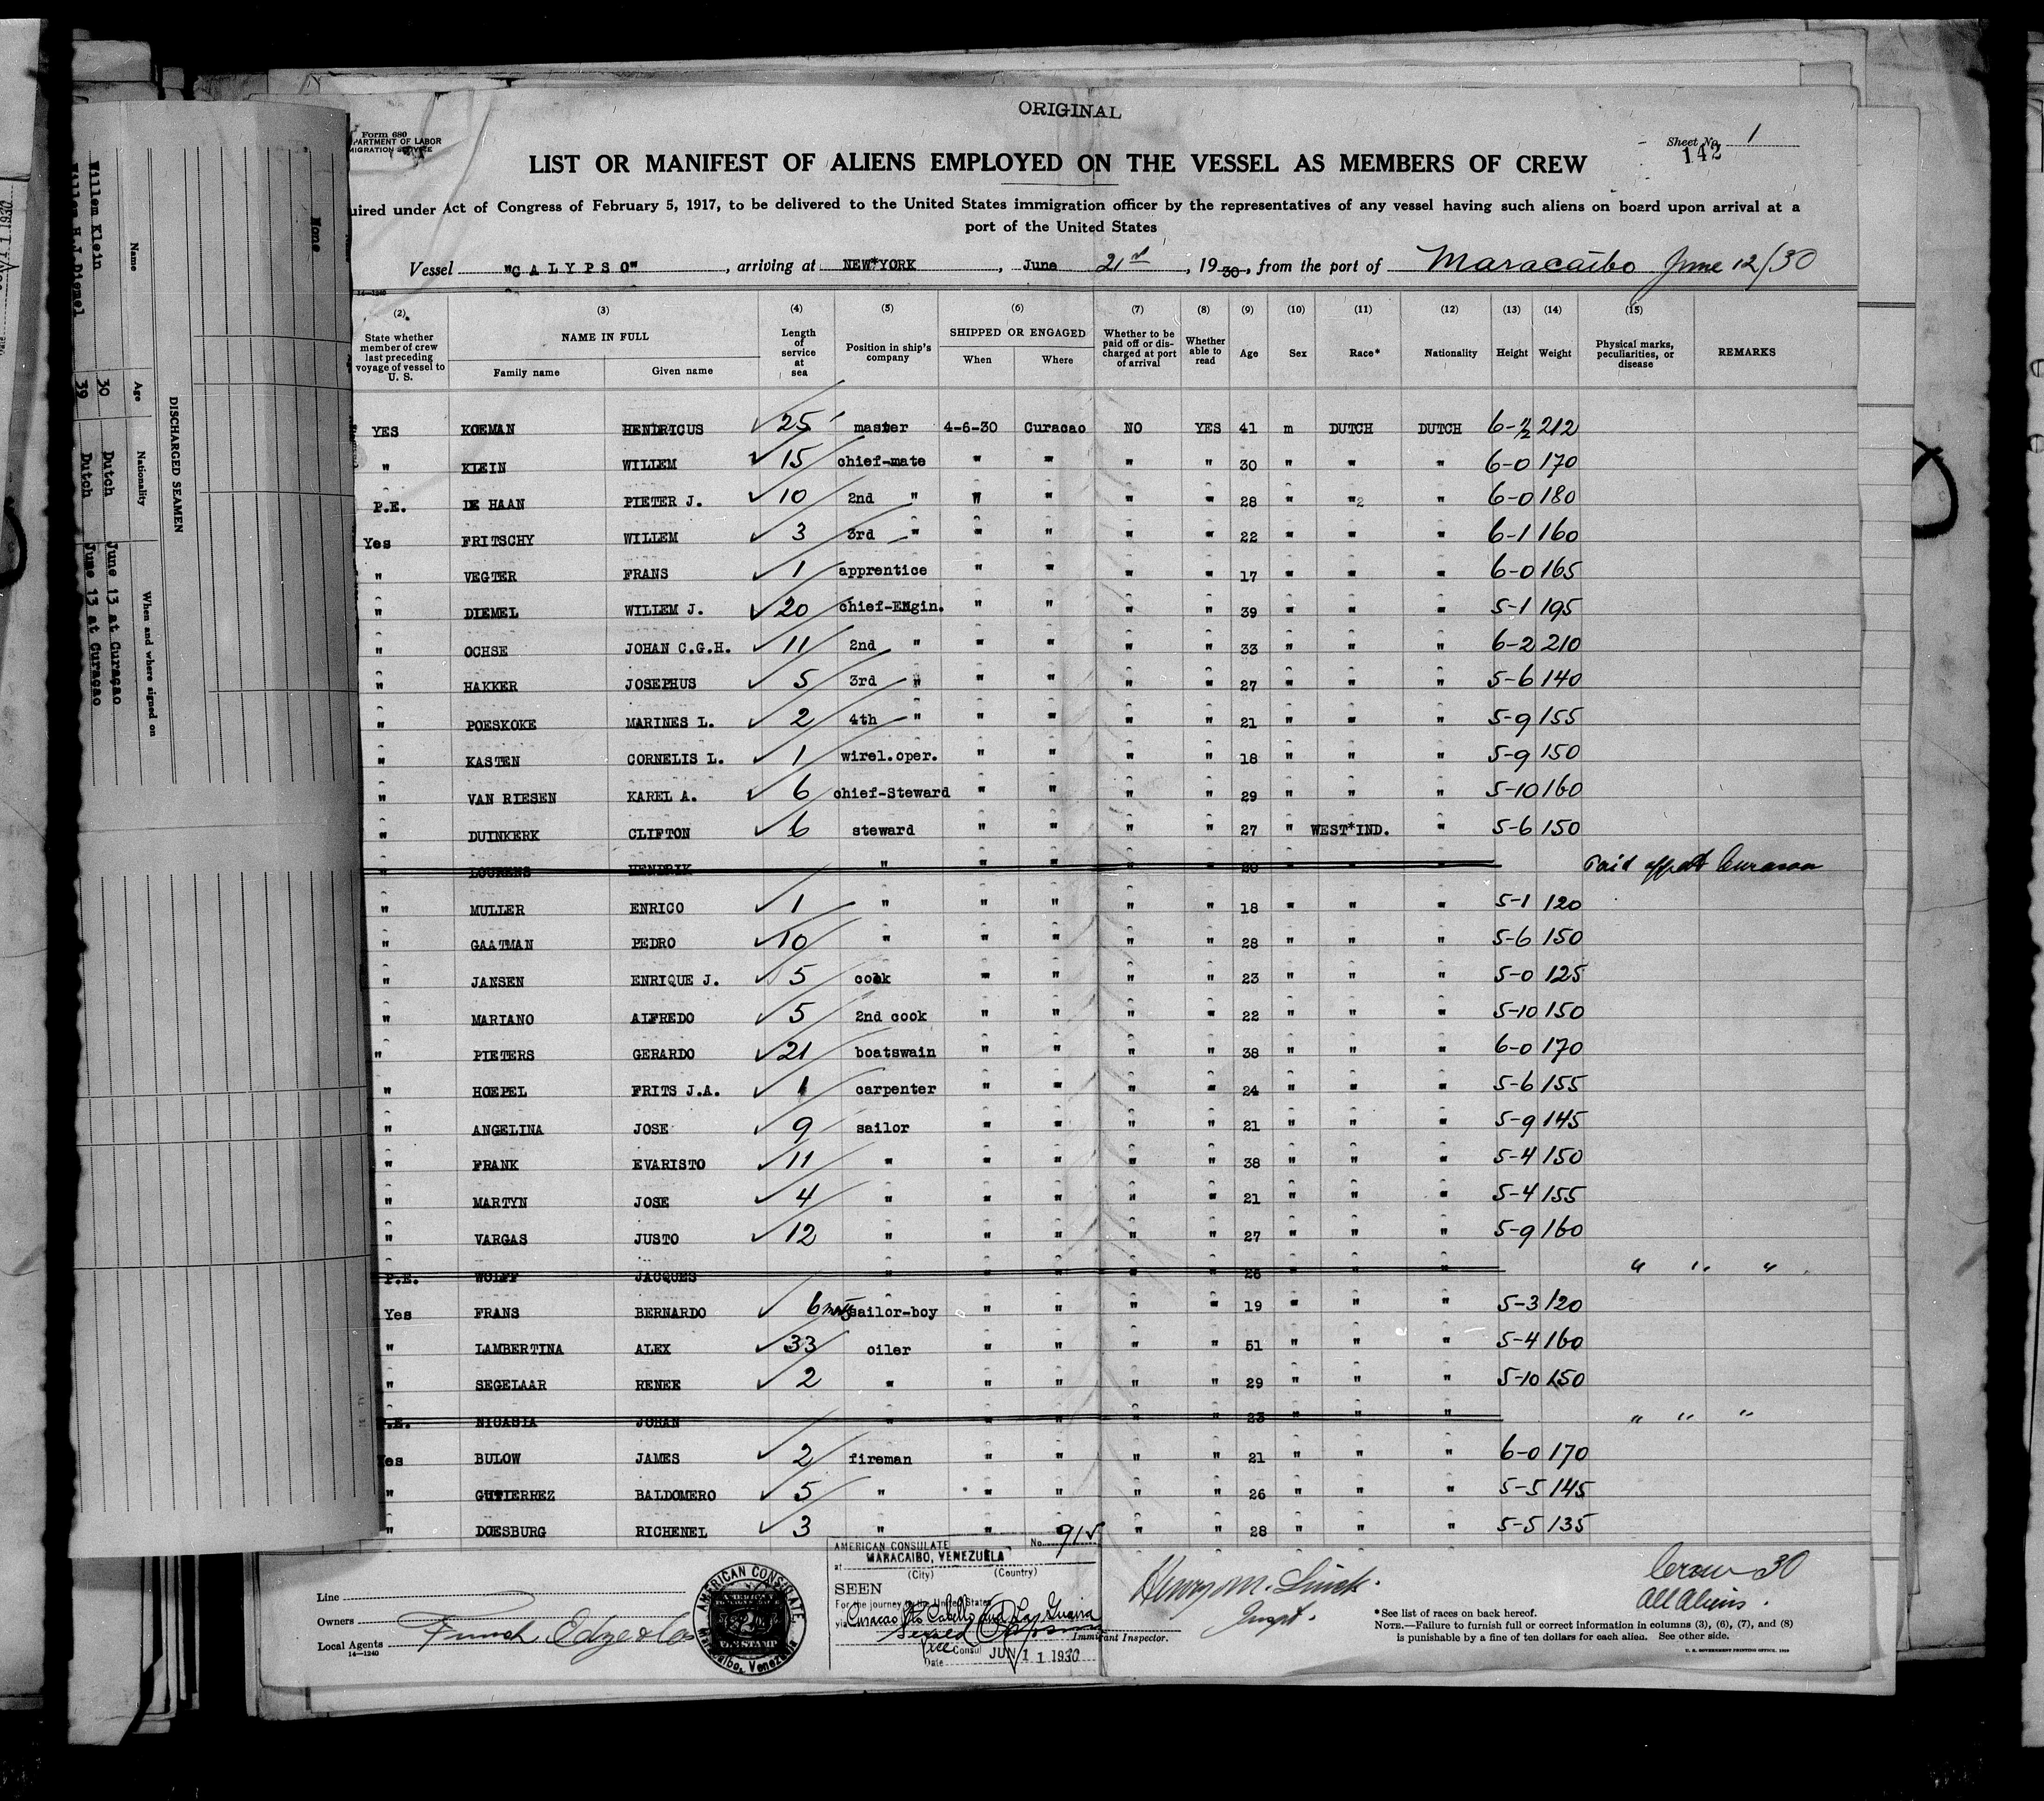 ORIGINAL
Form 680
PARTMENT OF LABOR
MIGRATION SERVICE
Sheet No. 1
142
LIST OR MANIFEST OF ALIENS EMPLOYED ON THE VESSEL AS MEMBERS OF CREW
uired under Act of Congress of February 5, 1917, to be delivered to the United States immigration officer by the representatives of any vessel having such aliens on board upon arrival at a
port of the United States
Vessel "CALYPSO", arriving at NEW*YORK, June 21st, 1930, from the port of Maracaibo June 12/30
14—1240
(2) (3) (4) (5) (6) (7) (8) (9) (10) (11) (12) (13) (14) (15)
State whether member of crew last preceding voyage of vessel to U. S.
NAME IN FULL
Family name Given name
Length of service at sea
Position in ship's company
SHIPPED OR ENGAGED
When Where
Whether to be paid off or discharged at port of arrival
Whether able to read
Age Sex Race* Nationality Height Weight
Physical marks, peculiarities, or disease
REMARKS
YES KOEMAN HENDRICUS 25 master 4-6-30 Curacao NO YES 41 m DUTCH DUTCH 6-½ 212
" KLEIN WILLEM 15 chief-mate " " " " 30 " " " 6-0 170
P.E. DE HAAN PIETER J. 10 2nd " " " " " 28 " " " 6-0 180
Yes FRITSCHY WILLEM 3 3rd " " " " " 22 " " " 6-1 160
" VEGTER FRANS 1 apprentice " " " " 17 " " " 6-0 165
" DIEMEL WILLEM J. 20 chief-Engin. " " " " 39 " " " 5-1 195
" OCHSE JOHAN C.G.H. 11 2nd " " " " " 33 " " " 6-2 210
" HAKKER JOSEPHUS 5 3rd " " " " " 27 " " " 5-6 140
" POESKOKE MARINES L. 2 4th " " " " " 21 " " " 5-9 155
" KASTEN CORNELIS L. 1 wirel.oper. " " " " 18 " " " 5-9 150
" VAN RIESEN KAREL A. 6 chief-Steward " " " " 29 " " " 5-10 160
" DUINKERK CLIFTON 6 steward " " " " 27 " WEST*IND. " 5-6 150
" LOURENS HENDRIK " " " " " 20 " " " Paid off at Curacao
" MULLER ENRICO 1 " " " " " 18 " " " 5-1 120
" GAATMAN PEDRO 10 " " " " " 28 " " " 5-6 150
" JANSEN ENRIQUE J. 5 cook " " " " 23 " " " 5-0 125
" MARIANO ALFREDO 5 2nd cook " " " " 22 " " " 5-10 150
" PIETERS GERARDO 21 boatswain " " " " 38 " " " 6-0 170
" HOEPEL FRITS J.A. 1 carpenter " " " " 24 " " " 5-6 155
" ANGELINA JOSE 9 sailor " " " " 21 " " " 5-9 145
" FRANK EVARISTO 11 " " " " " 38 " " " 5-4 150
" MARTYN JOSE 4 " " " " " 21 " " " 5-4 155
" VARGAS JUSTO 12 " " " " " 27 " " " 5-9 160
P.E. WOLFF JACQUES " " " " " 26 " " " " " "
Yes FRANS BERNARDO 6 mths sailor-boy " " " " 19 " " " 5-3 120
" LAMBERTINA ALEX 33 oiler " " " " 51 " " " 5-4 160
" SEGELAAR RENEE 2 " " " " " 29 " " " 5-10 150
P.E. NICASIA JOHAN " " " " " 23 " " " " " "
Yes BULOW JAMES 2 fireman " " " " 21 " " " 6-0 170
" GUTIERREZ BALDOMERO 5 " " " " " 26 " " " 5-5 145
" DOESBURG RICHENEL 3 " " " " " 28 " " " 5-5 135
Line
Owners
Local Agents Funch, Edye & Co
14—1240
AMERICAN CONSULATE
Maracaibo, Venezuela
AMERICAN CONSULATE No. 915
at MARACAIBO, VENEZUELA
(City) (Country)
SEEN
For the journey to the United States
via Curacao Pto Cabello and La Guaira
Vice Consul
Date JUN 11 1930
Henry M.
Inspt.
Immigrant Inspector.
Crew 30
All Aliens.
*See list of races on back hereof.
NOTE.—Failure to furnish full or correct information in columns (3), (6), (7), and (8)
is punishable by a fine of ten dollars for each alien. See other side.
U. S. GOVERNMENT PRINTING OFFICE
None
DISCHARGED SEAMEN
Name Age Nationality When and where signed on
Willem Klein 30 Dutch June 13 at Curaçao
Willem H.J.Diemel 39 Dutch June 13 at Curaçao